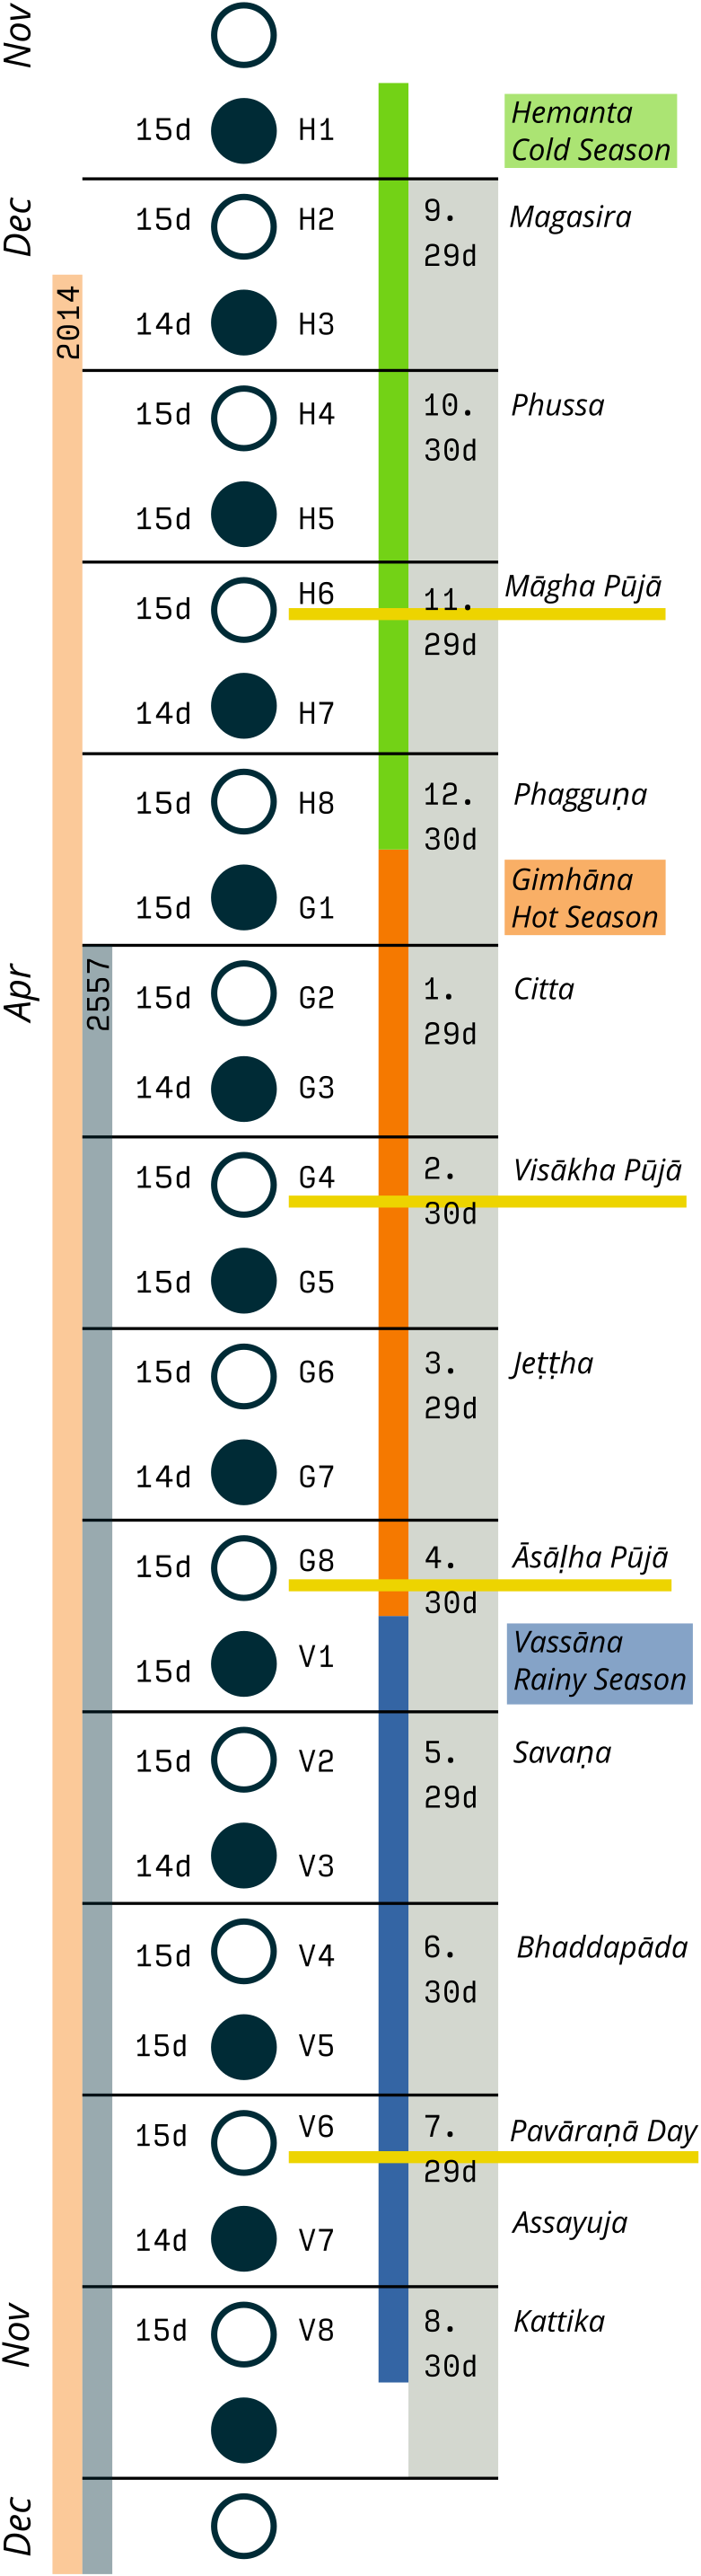 Nov
15d H1
Hemanta
Cold Season
Dec
15d H2 9. Magasira
29d
2014
14d H3
15d H4 10. Phussa
30d
15d H5
15d H6 11. Māgha Pūjā
29d
14d H7
15d H8 12. Phagguṇa
30d
15d G1
Gimhāna
Hot Season
Apr
2557
15d G2 1. Citta
29d
14d G3
15d G4 2. Visākha Pūjā
30d
15d G5
15d G6 3. Jeṭṭha
29d
14d G7
15d G8 4. Āsāḷha Pūjā
30d
15d V1
Vassāna
Rainy Season
15d V2 5. Savaṇa
29d
14d V3
15d V4 6. Bhaddapāda
30d
15d V5
15d V6 7. Pavāraṇā Day
29d
14d V7 Assayuja
Nov
15d V8 8. Kattika
30d
Dec